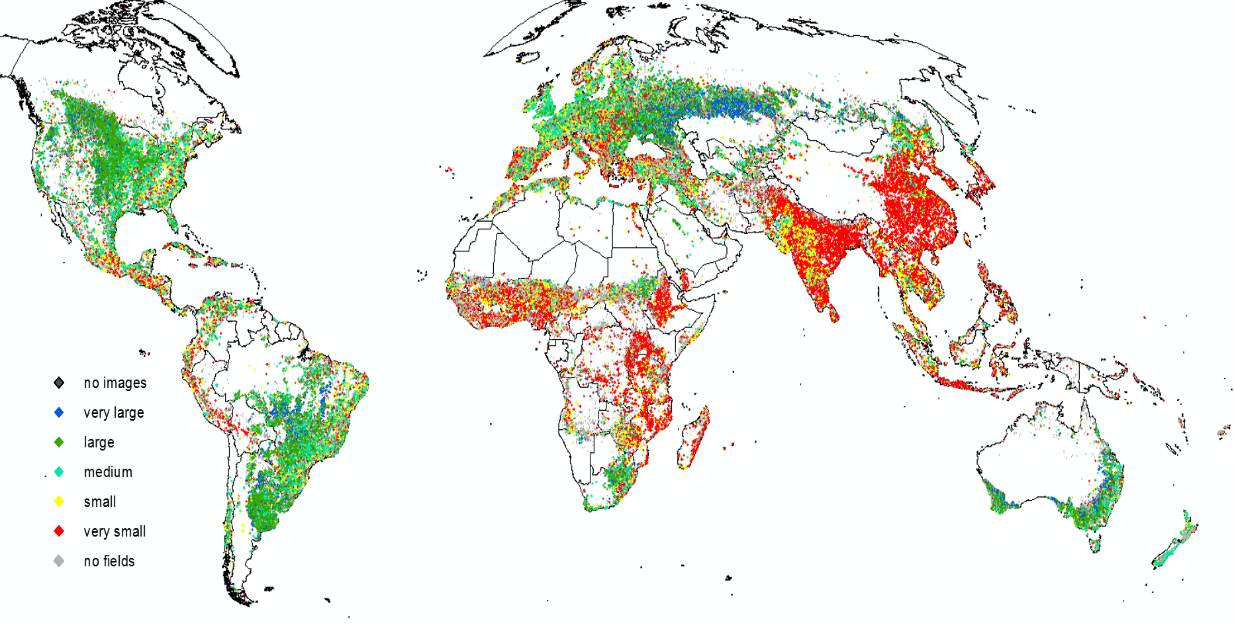 no images
very large
large
medium
small
very small
no fields